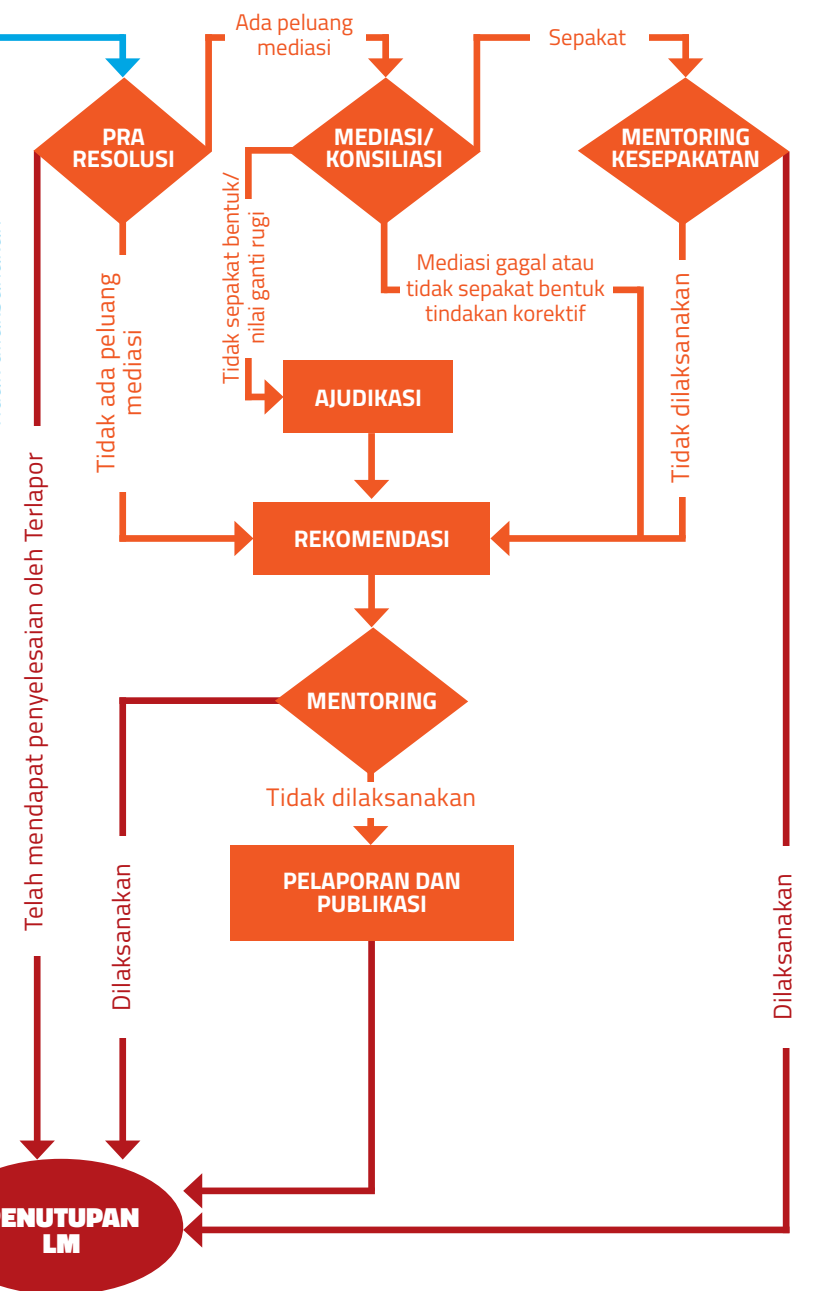 Ada peluang
mediasi
Sepakat
PRA
RESOLUSI
MEDIASI/
KONSILIASI
MENTORING
KESEPAKATAN
Tidak sepakat bentuk/
nilai ganti rugi
Mediasi gagal atau
tidak sepakat bentuk
tindakan korektif
Tidak ada peluang
mediasi
Tidak dilaksanakan
AJUDIKASI
REKOMENDASI
Telah mendapat penyelesaian oleh Terlapor
MENTORING
Tidak dilaksanakan
PELAPORAN DAN
PUBLIKASI
Dilaksanakan
Dilaksanakan
ENUTUPAN
LM